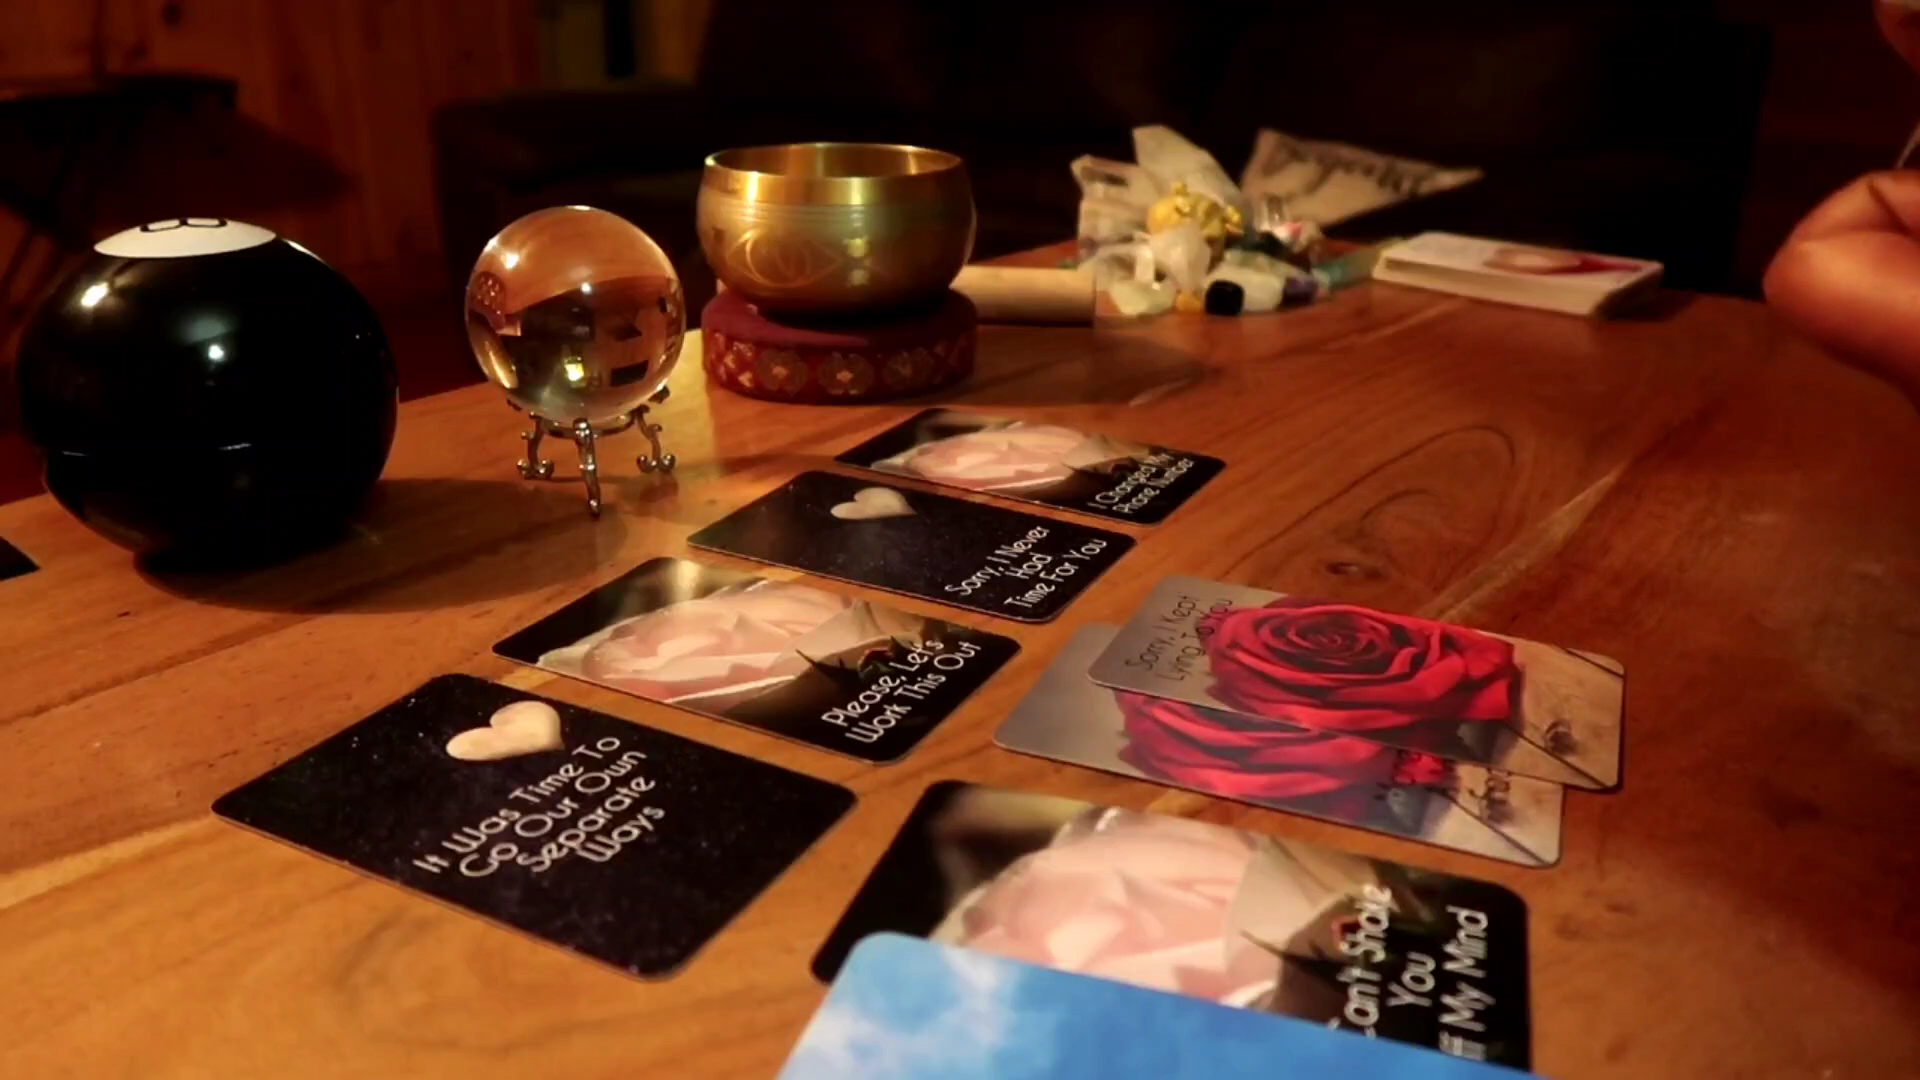 8
I Changed My
Phone Number
Sorry, I Never
Had
Time For You
Please, Let's
Work This Out
It Was Time To
Go Our Own
Separate
Ways
Sorry, I Kept
Lying To You
Can't Shake
You
My Mind